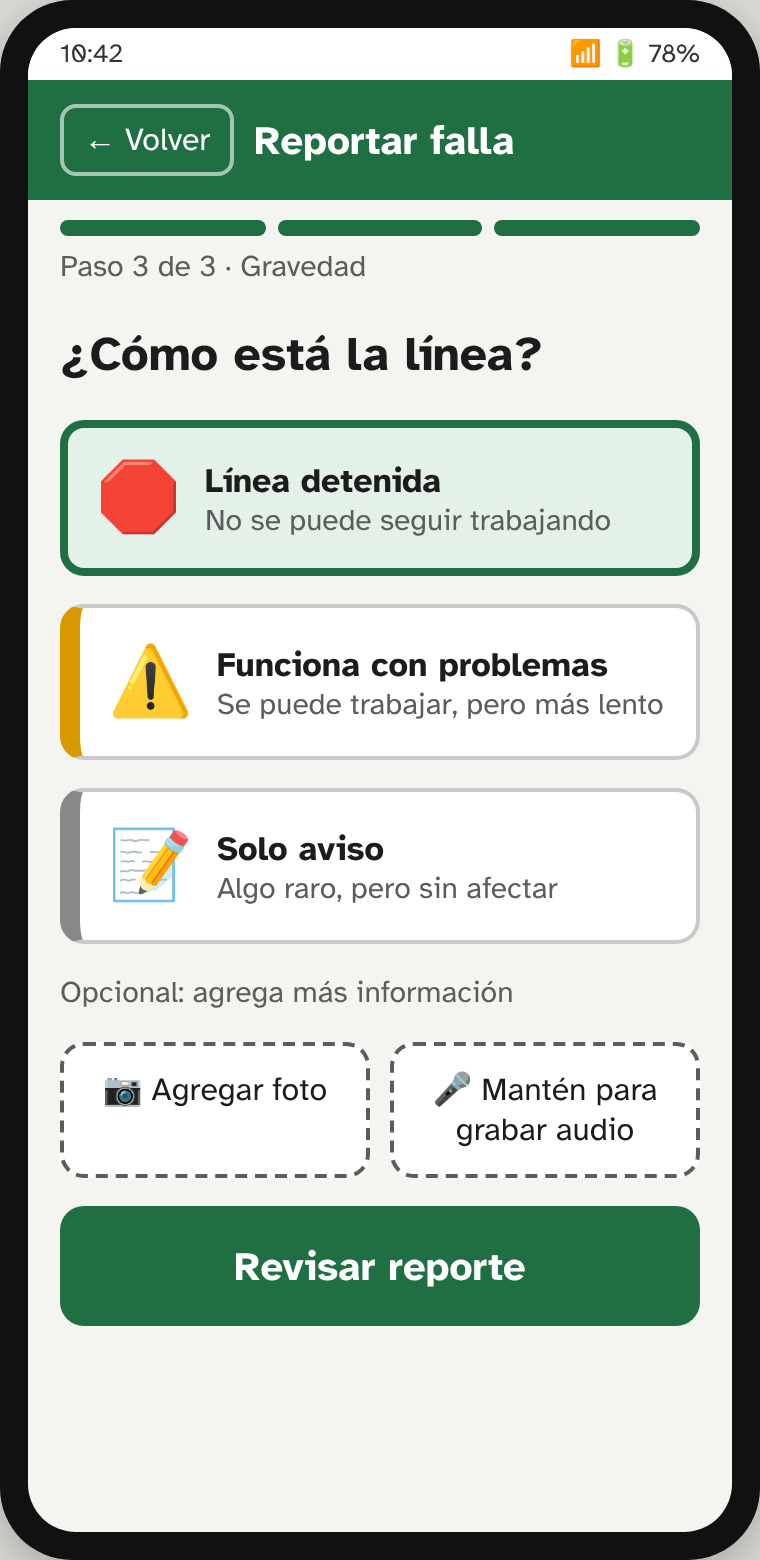 10:42
78%
← Volver
Reportar falla
Paso 3 de 3 · Gravedad
¿Cómo está la línea?
Línea detenida
No se puede seguir trabajando
Funciona con problemas
Se puede trabajar, pero más lento
Solo aviso
Algo raro, pero sin afectar
Opcional: agrega más información
Agregar foto
Mantén para
grabar audio
Revisar reporte